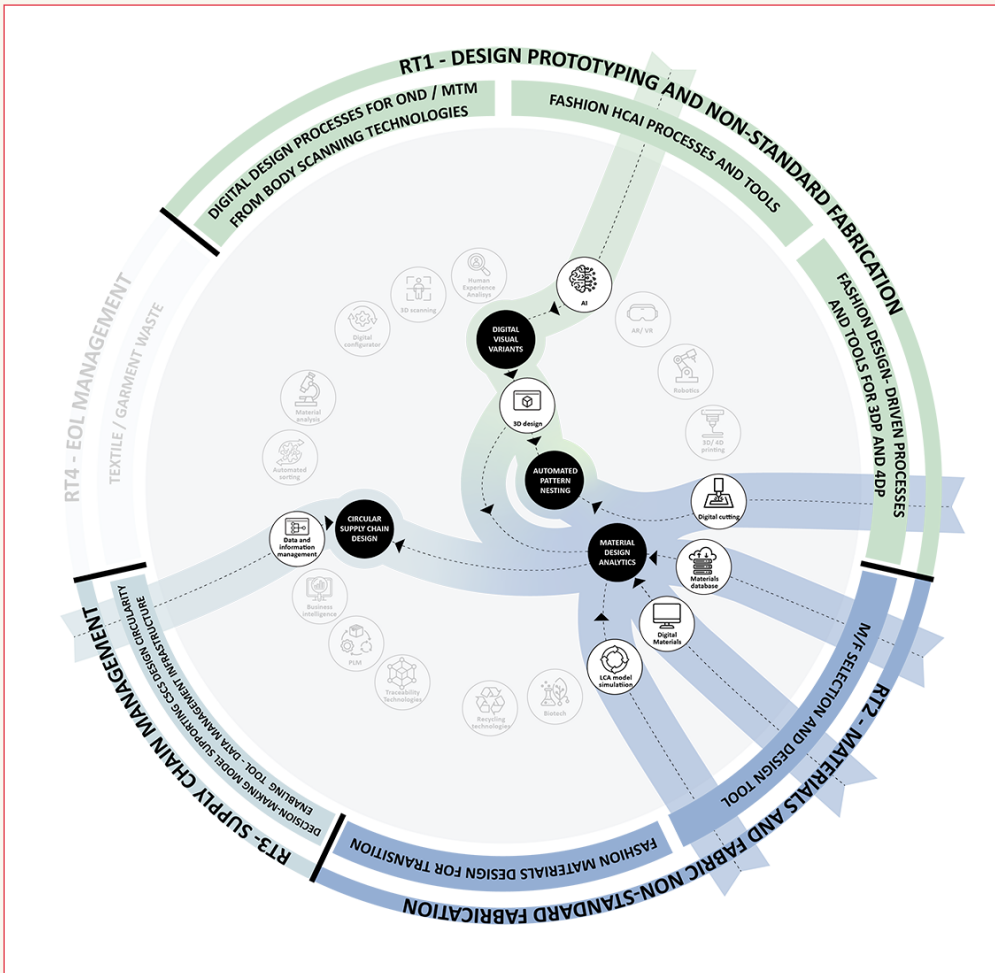 RT1 - DESIGN PROTOTYPING AND NON-STANDARD FABRICATION
DIGITAL DESIGN PROCESSES FOR OND / MTM
FROM BODY SCANNING TECHNOLOGIES
FASHION HCAI PROCESSES AND TOOLS
FASHION DESIGN- DRIVEN PROCESSES
AND TOOLS FOR 3DP AND 4DP
RT4 - EOL MANAGEMENT
TEXTILE / GARMENT WASTE
Human
Experience
Analisys
3D scanning
Digital
configurator
Material
analysis
Automated
sorting
AI
AR/ VR
Robotics
3D/ 4D
printing
DIGITAL
VISUAL
VARIANTS
3D design
AUTOMATED
PATTERN
NESTING
Digital cutting
CIRCULAR
SUPPLY CHAIN
DESIGN
Data and
information
management
MATERIAL
DESIGN
ANALYTICS
Materials
database
Digital
Materials
LCA model
simulation
Business
intelligence
PLM
Traceability
Technologies
Recycling
technologies
Biotech
RT3- SUPPLY CHAIN MANAGEMENT
DECISION-MAKING MODEL SUPPORTING CSCS DESIGN CIRCULARITY
ENABLING TOOL - DATA MANAGEMENT INFRASTRUCTURE
M/F SELECTION AND DESIGN TOOL
FASHION MATERIALS DESIGN FOR TRANSITION
RT2 - MATERIALS AND FABRIC NON-STANDARD FABRICATION